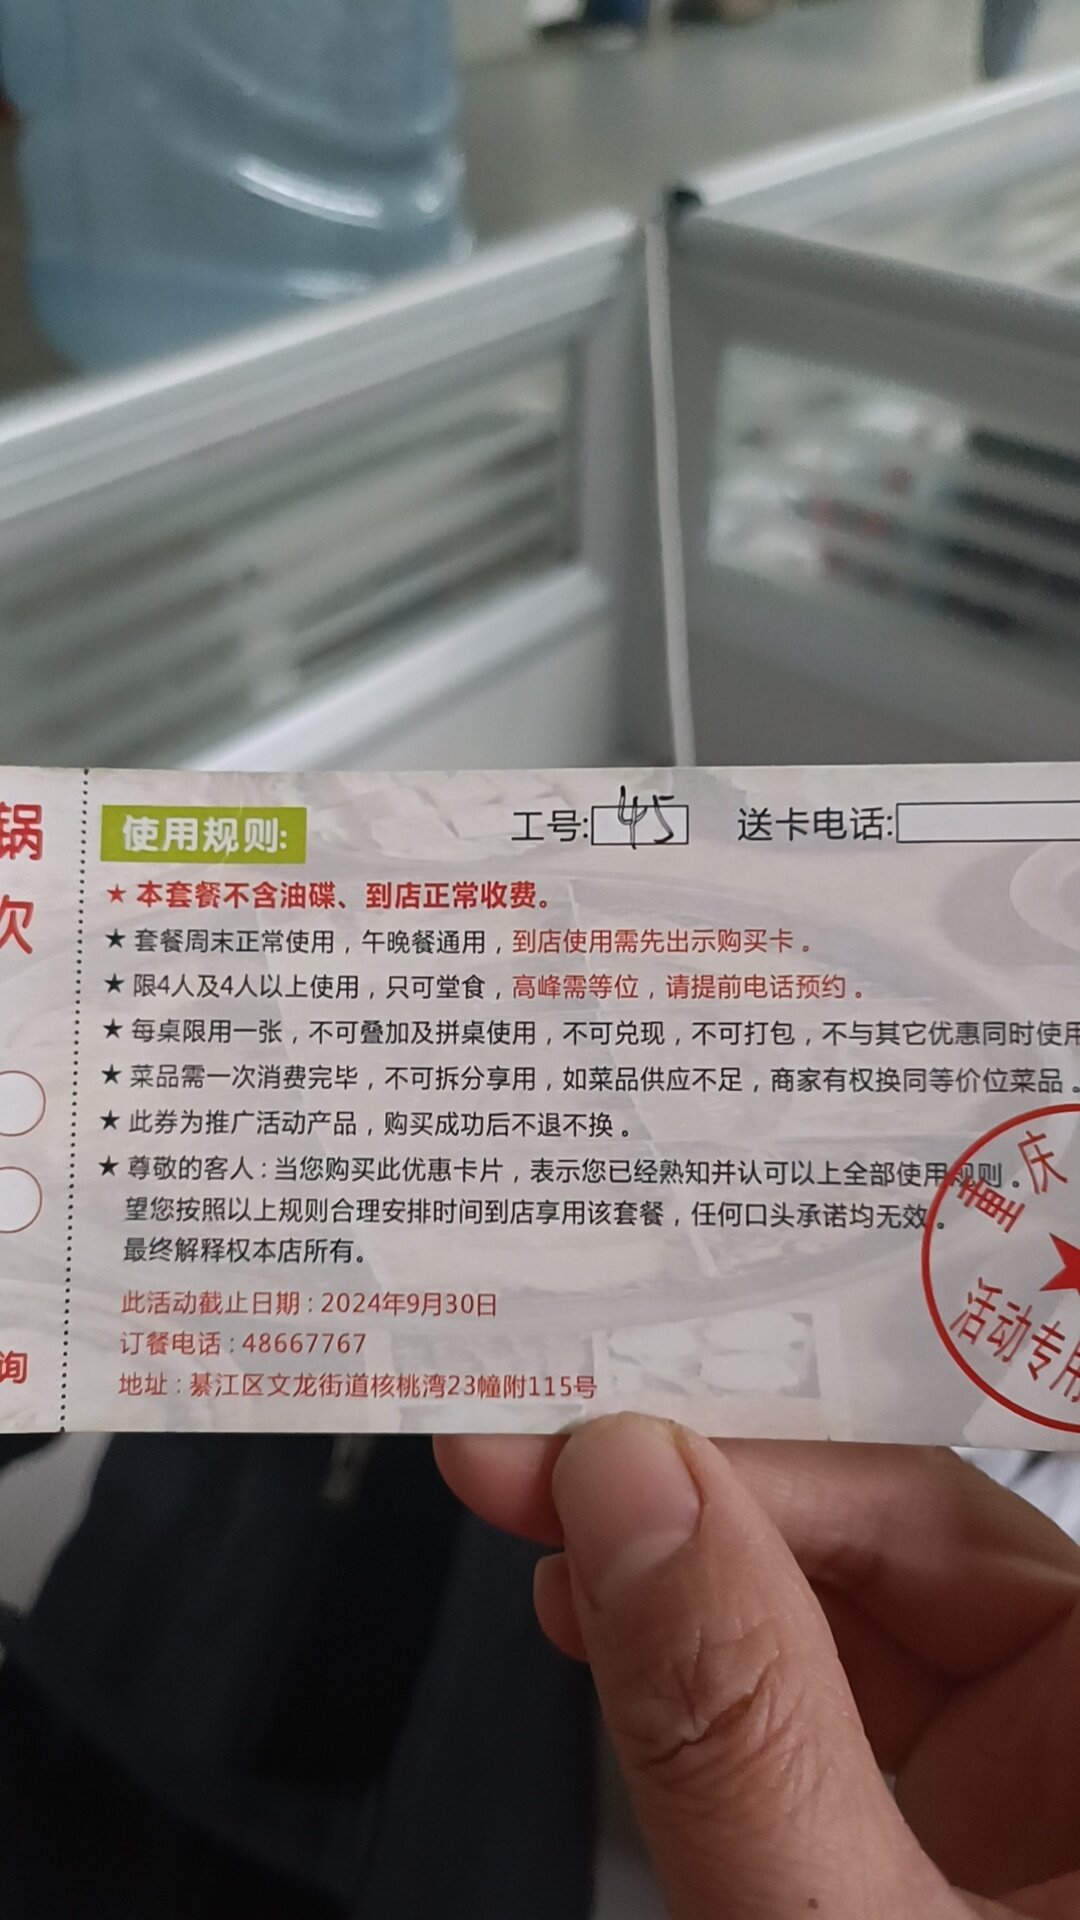 锅
次
询
使用规则:
工号: 45
送卡电话:
★ 本套餐不含油碟、到店正常收费。
★ 套餐周末正常使用，午晚餐通用，到店使用需先出示购买卡。
★ 限4人及4人以上使用，只可堂食，高峰需等位，请提前电话预约。
★ 每桌限用一张，不可叠加及拼桌使用，不可兑现，不可打包，不与其它优惠同时使用
★ 菜品需一次消费完毕，不可拆分享用，如菜品供应不足，商家有权换同等价位菜品。
★ 此券为推广活动产品，购买成功后不退不换。
★ 尊敬的客人：当您购买此优惠卡片，表示您已经熟知并认可以上全部使用规则。
望您按照以上规则合理安排时间到店享用该套餐，任何口头承诺均无效。
最终解释权本店所有。
此活动截止日期：2024年9月30日
订餐电话：48667767
地址：綦江区文龙街道核桃湾23幢附115号
重庆
活动专用